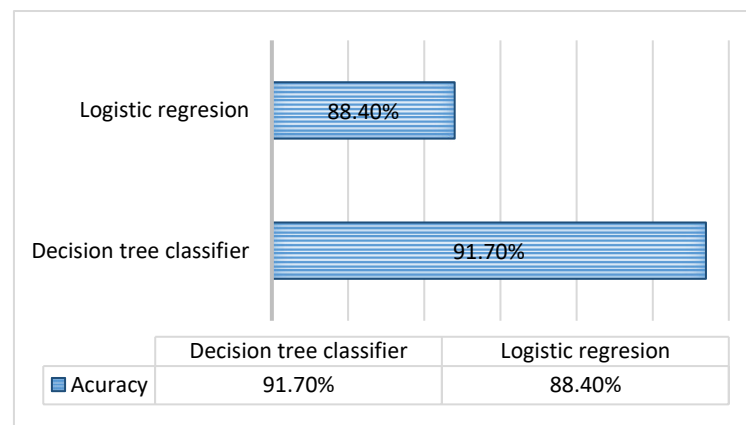 Logistic regresion
88.40%
Decision tree classifier
91.70%
Decision tree classifier Logistic regresion
Acuracy 91.70% 88.40%